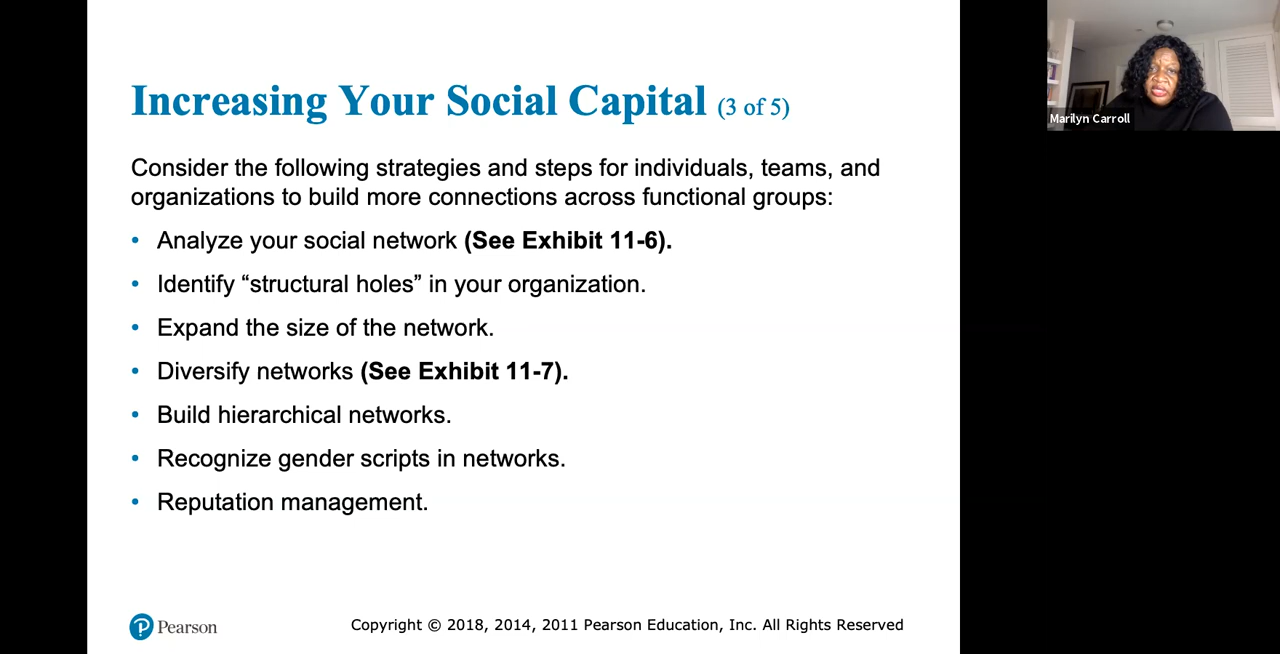 Increasing Your Social Capital (3 of 5)
Marilyn Carroll
Consider the following strategies and steps for individuals, teams, and
organizations to build more connections across functional groups:
• Analyze your social network (See Exhibit 11-6).
• Identify “structural holes” in your organization.
• Expand the size of the network.
• Diversify networks (See Exhibit 11-7).
• Build hierarchical networks.
• Recognize gender scripts in networks.
• Reputation management.
Pearson
Copyright © 2018, 2014, 2011 Pearson Education, Inc. All Rights Reserved